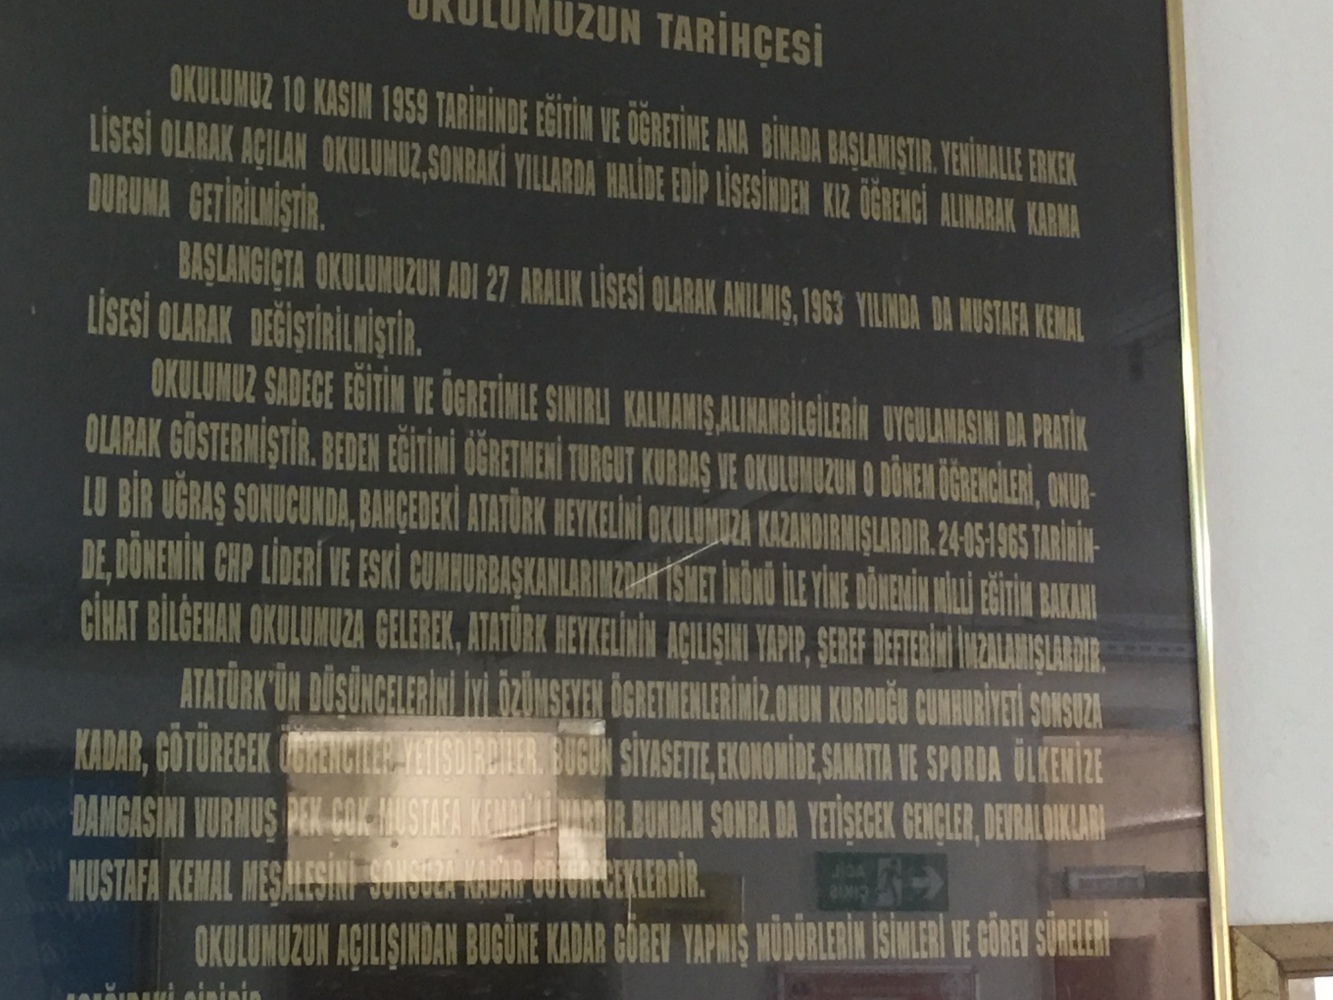 OKULUMUZUN TARİHÇESİ
OKULUMUZ 10 KASIM 1959 TARİHİNDE EĞİTİM VE ÖĞRETİME ANA BİNADA BAŞLAMIŞTIR. YENİMALLE ERKEK
LİSESİ OLARAK AÇILAN OKULUMUZ,SONRAKİ YILLARDA HALİDE EDİP LİSESİNDEN KIZ ÖĞRENCİ ALINARAK KARMA
DURUMA GETİRİLMİŞTİR.
BAŞLANGIÇTA OKULUMUZUN ADI 27 ARALIK LİSESİ OLARAK ANILMIŞ, 1963 YILINDA DA MUSTAFA KEMAL
LİSESİ OLARAK DEĞİŞTİRİLMİŞTİR.
OKULUMUZ SADECE EĞİTİM VE ÖGRETİMLE SINIRLI KALMAMIŞ,ALINANBİLGİLERİN UYGULAMASINI DA PRATİK
OLARAK GÖSTERMİŞTİR. BEDEN EĞİTİMİ ÖĞRETMENİ TURGUT KURDAŞ VE OKULUMUZUN O DÖNEM ÖĞRENCİLERİ, ONUR-
LU BİR UĞRAŞ SONUCUNDA, BAHÇEDEKİ ATATÜRK HEYKELİNİ OKULUMUZA KAZANDIRMIŞLARDIR. 24-05-1965 TARİHİN-
DE, DÖNEMİN CHP LİDERİ VE ESKİ CUMHURBAŞKANLARIMIZDAN İSMET İNÖNÜ İLE YİNE DÖNEMİN MİLLİ EĞİTİM BAKANI
CİHAT BİLGEHAN OKULUMUZA GELEREK, ATATÜRK HEYKELİNİN AÇILIŞINI YAPIP, ŞEREF DEFTERİNİ İMZALAMIŞLARDIR.
ATATÜRK'ÜN DÜŞÜNCELERİNİ İYİ ÖZÜMSEYEN ÖGRETMENLERİMİZ.ONUN KURDUĞU CUMHURİYETİ SONSUZA
KADAR, GÖTÜRECEK ÖĞRENCİLER YETİŞDİRDİLER. BUGÜN SİYASETTE,EKONOMİDE,SANATTA VE SPORDA ÜLKEMİZE
DAMGASINI VURMUŞ PEK ÇOK MUSTAFA KEMAL'Lİ VARDIR.BUNDAN SONRA DA YETİŞECEK GENÇLER, DEVRALDIKLARI
MUSTAFA KEMAL MEŞALESİNİ SONSUZA KADAR GÖTÜRECEKLERDİR.
OKULUMUZUN AÇILIŞINDAN BUGÜNE KADAR GÖREV YAPMIŞ MÜDÜRLERİN İSİMLERİ VE GÖREV SÜRELERİ
AŞAĞIDAKİ GİBİDİR
ACİL
ÇIKIŞ